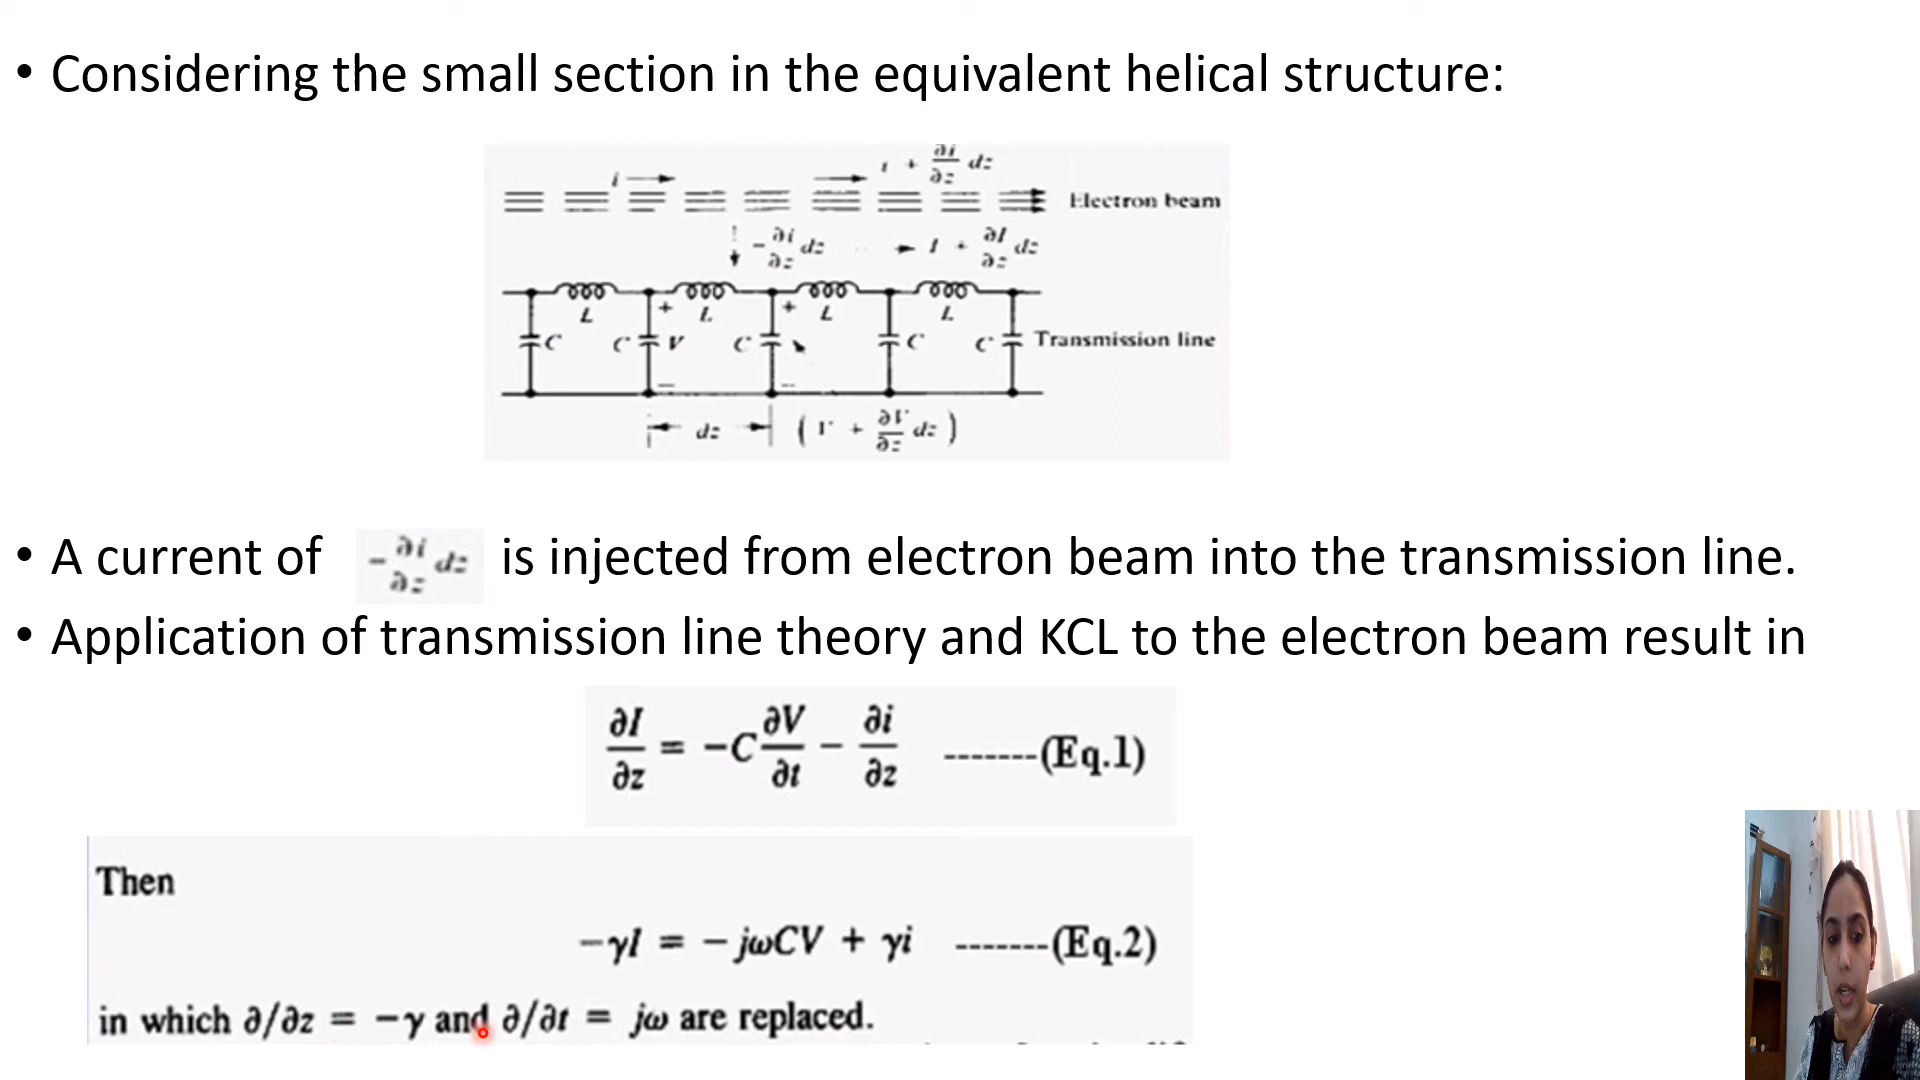 • Considering the small section in the equivalent helical structure:
i
i + ∂i/∂z dz
Electron beam
− ∂i/∂z dz
I + ∂I/∂z dz
L
+ L
+ L
L
C
C V
C
C
C Transmission line
dz
(V + ∂V/∂z dz)
• A current of − ∂i/∂z dz is injected from electron beam into the transmission line.
• Application of transmission line theory and KCL to the electron beam result in
∂I/∂z = −C ∂V/∂t − ∂i/∂z -------(Eq.1)
Then
−γI = − jωCV + γi -------(Eq.2)
in which ∂/∂z = −γ and ∂/∂t = jω are replaced.